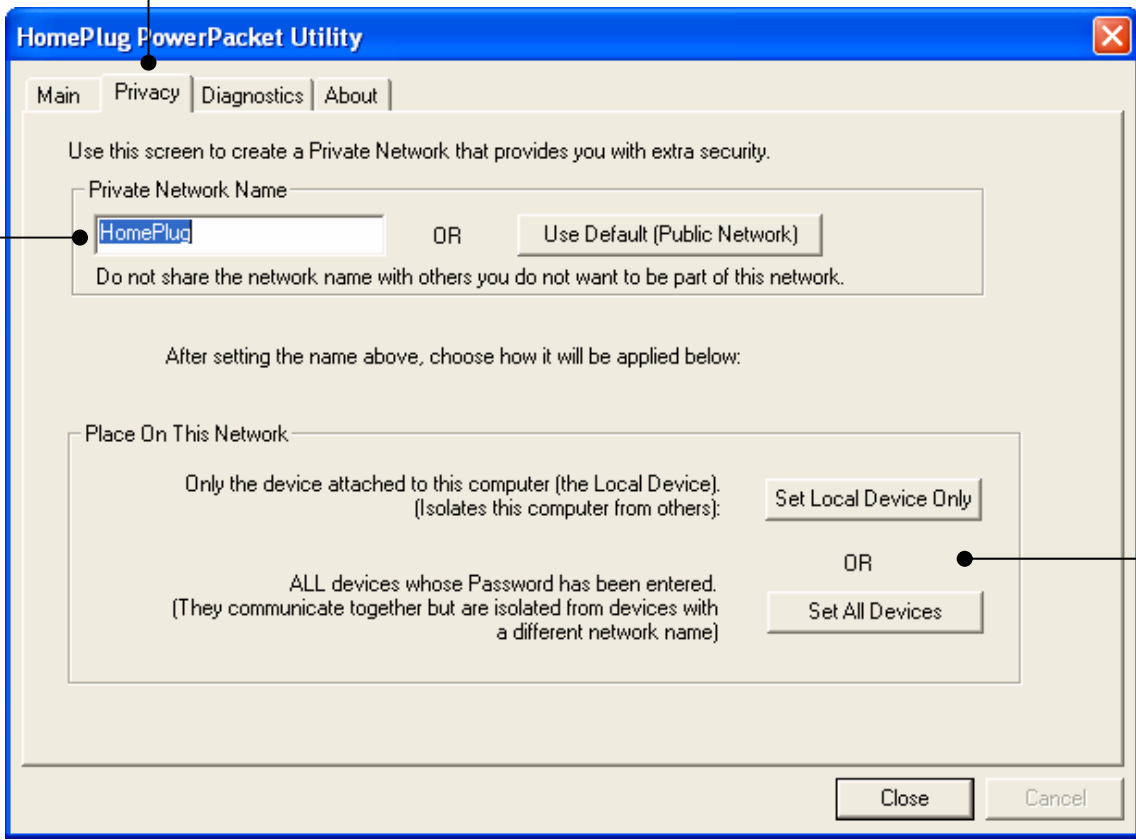 HomePlug PowerPacket Utility
Main Privacy Diagnostics About
Use this screen to create a Private Network that provides you with extra security.
Private Network Name
HomePlug OR Use Default (Public Network)
Do not share the network name with others you do not want to be part of this network.
After setting the name above, choose how it will be applied below:
Place On This Network
Only the device attached to this computer (the Local Device).
(Isolates this computer from others):
Set Local Device Only
OR
ALL devices whose Password has been entered.
(They communicate together but are isolated from devices with
a different network name)
Set All Devices
Close Cancel